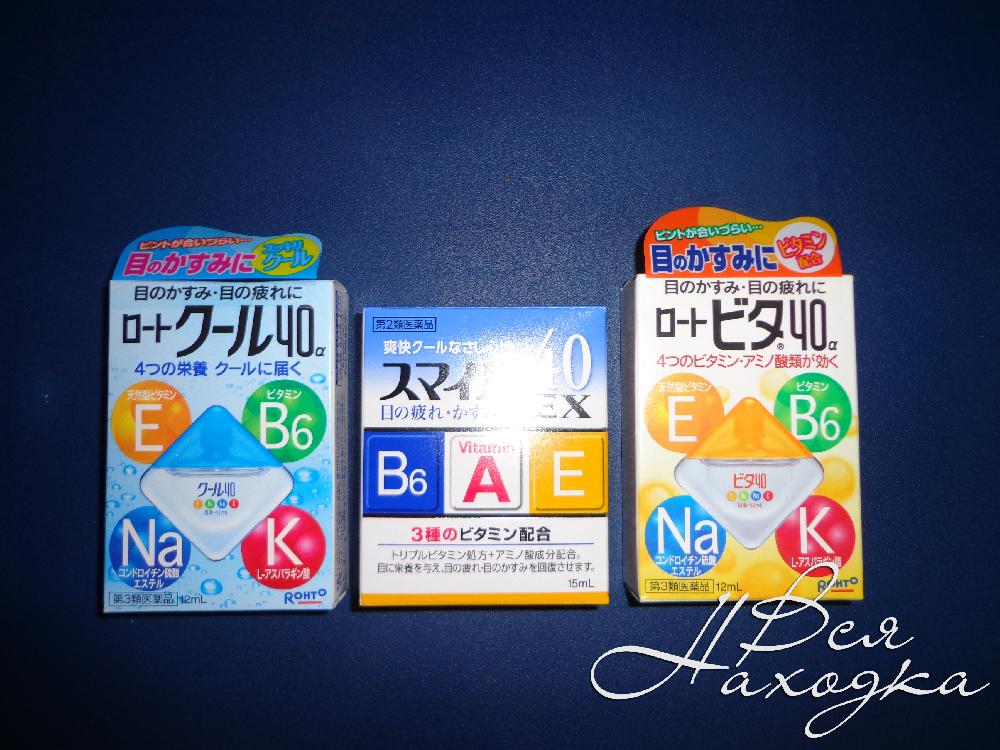 ピントが合いづらい…
目のかすみに
スッキリ
クール
目のかすみ・目の疲れに
ロート クール40α
4つの栄養 クールに届く
天然型ビタミン
E
ビタミン
B6
クール40
Na
コンドロイチン硫酸
エステル
K
L-アスパラギン酸
第3類医薬品 12mL
ROHTO
第2類医薬品
爽快クールなさし心地
スマイル40
目の疲れ・かすみ EX
B6
Vitamin
A
E
3種のビタミン配合
トリプルビタミン処方+アミノ酸成分配合。
目に栄養を与え、目の疲れ・目のかすみを回復させます。
15mL
ピントが合いづらい…
目のかすみに
ビタミン
配合
目のかすみ・目の疲れに
ロート ビタ®40α
4つのビタミン・アミノ酸類が効く
天然型ビタミン
E
ビタミン
B6
ビタ40
Na
コンドロイチン硫酸
エステル
K
L-アスパラギン酸
第3類医薬品 12mL
ROHTO
Вся
Находка